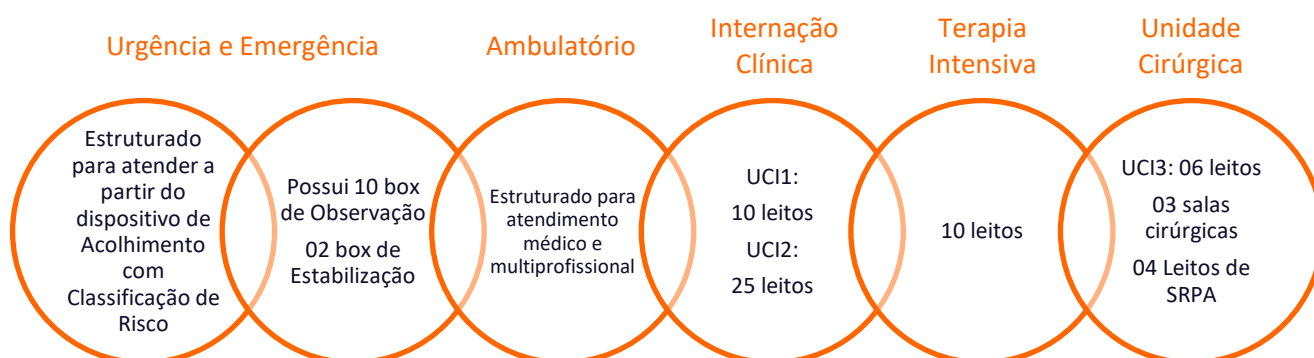 Urgência e Emergência
Ambulatório
Internação
Clínica
Terapia
Intensiva
Unidade
Cirúrgica
Estruturado
para atender a
partir do
dispositivo de
Acolhimento
com
Classificação de
Risco
Possui 10 box
de Observação
02 box de
Estabilização
Estruturado para
atendimento
médico e
multiprofissional
UCI1:
10 leitos
UCI2:
25 leitos
10 leitos
UCI3: 06 leitos
03 salas
cirúrgicas
04 Leitos de
SRPA